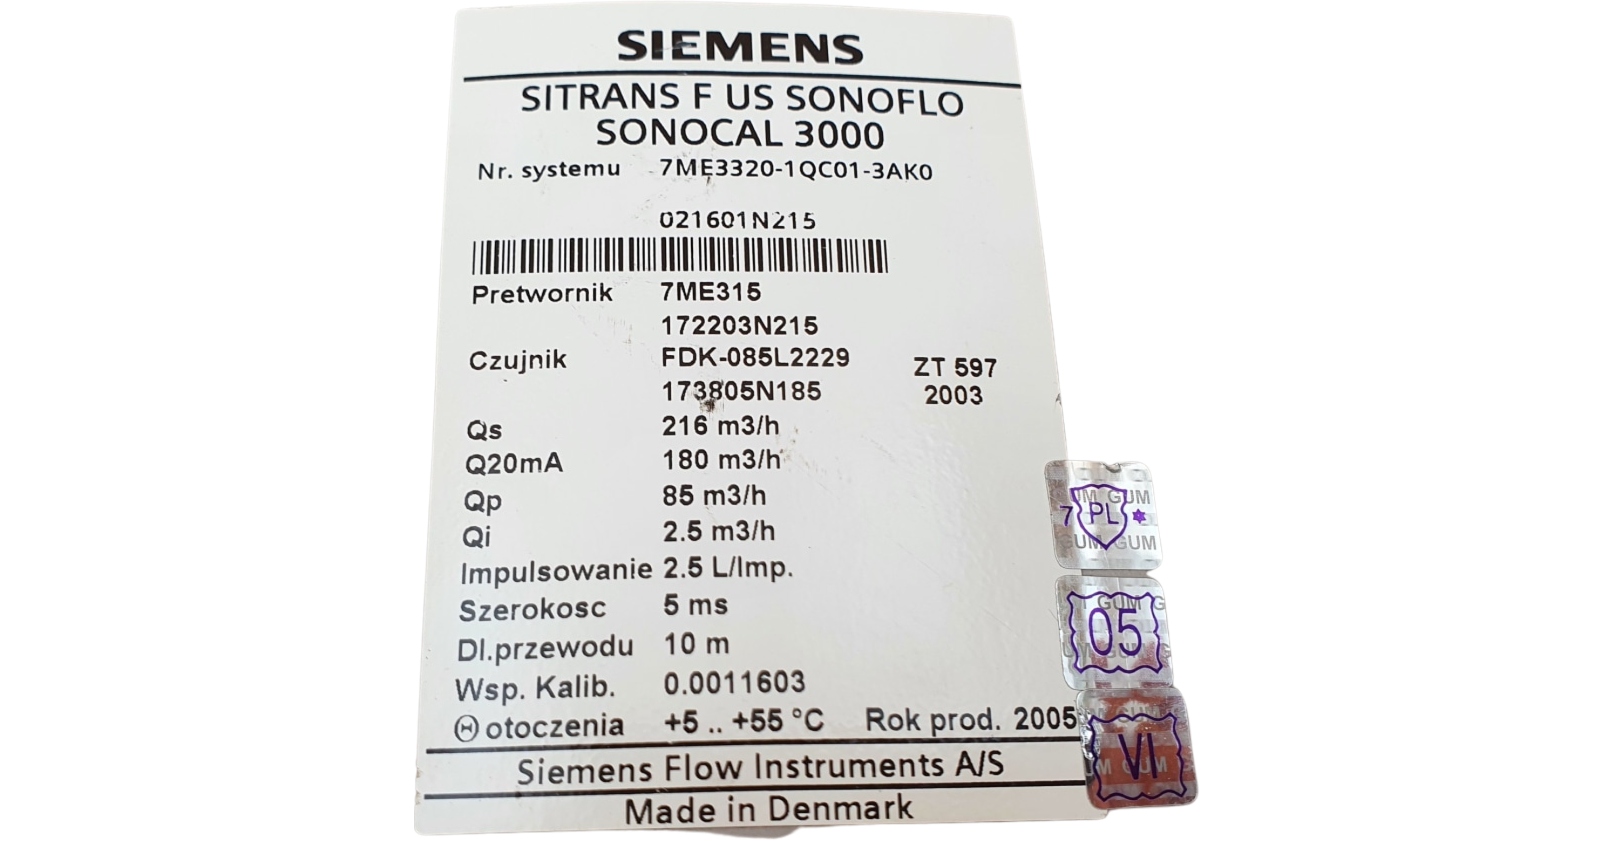 SIEMENS
SITRANS F US SONOFLO
SONOCAL 3000
Nr. systemu 7ME3320-1QC01-3AK0
021601N215
Pretwornik 7ME315
172203N215
Czujnik FDK-085L2229 ZT 597
173805N185 2003
Qs 216 m3/h
Q20mA 180 m3/h
Qp 85 m3/h
Qi 2.5 m3/h
Impulsowanie 2.5 L/Imp.
Szerokosc 5 ms
Dl.przewodu 10 m
Wsp. Kalib. 0.0011603
Θ otoczenia +5 .. +55 °C Rok prod. 2005
Siemens Flow Instruments A/S
Made in Denmark
GUM
7 PL
GUM GUM
GUM
05
GUM
VI
GUM